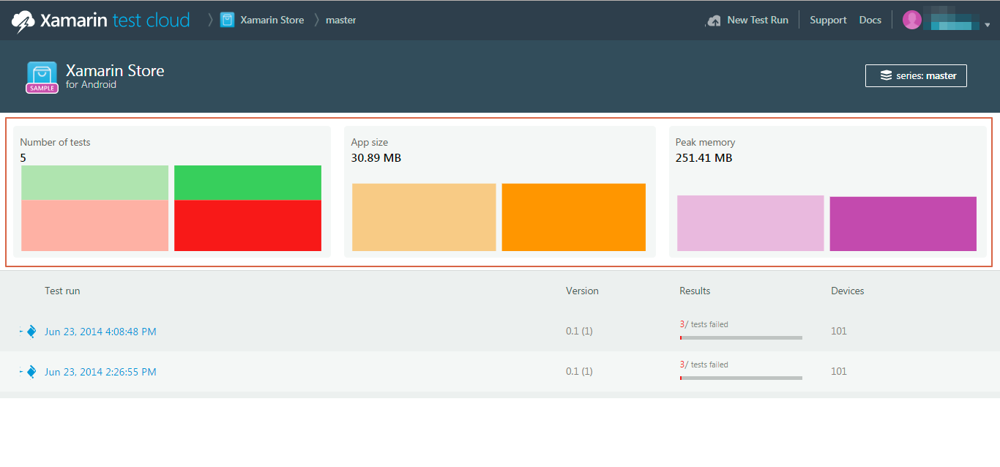 Xamarin test cloud Xamarin Store master New Test Run Support Docs
Xamarin Store
for Android
SAMPLE
series: master
Number of tests
5
App size
30.89 MB
Peak memory
251.41 MB
Test run Version Results Devices
Jun 23, 2014 4:08:48 PM 0.1 (1) 3/ tests failed 101
Jun 23, 2014 2:26:55 PM 0.1 (1) 3/ tests failed 101